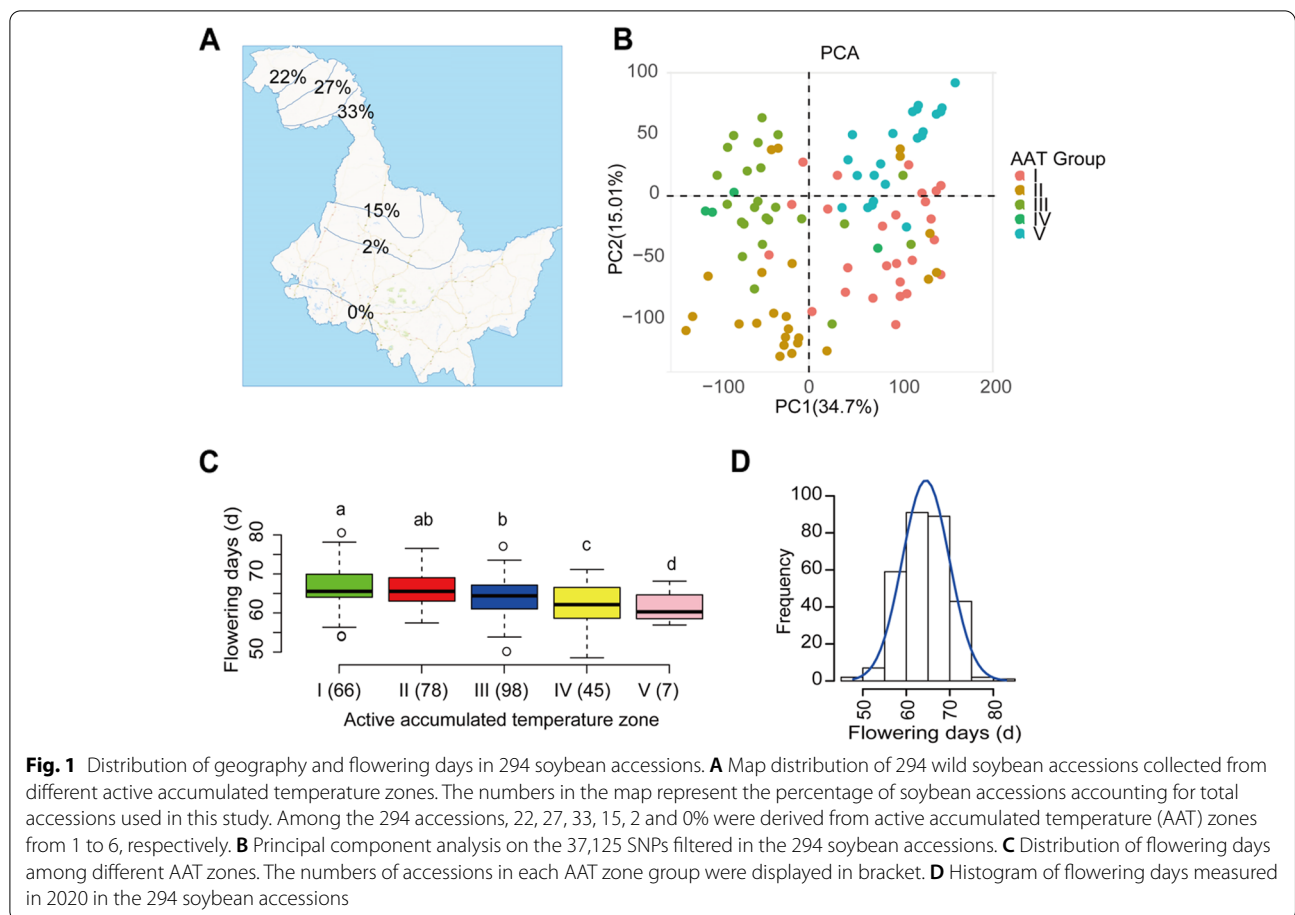 A
22%
27%
33%
15%
2%
0%
B
PCA
100
50
0
−50
−100
PC2(15.01%)
−100
0
100
200
PC1(34.7%)
AAT Group
I
II
III
IV
V
C
a
ab
b
c
d
80
70
60
50
Flowering days (d)
I (66)
II (78)
III (98)
IV (45)
V (7)
Active accumulated temperature zone
D
100
80
60
40
20
0
Frequency
50
60
70
80
Flowering days (d)
Fig. 1 Distribution of geography and flowering days in 294 soybean accessions. A Map distribution of 294 wild soybean accessions collected from
different active accumulated temperature zones. The numbers in the map represent the percentage of soybean accessions accounting for total
accessions used in this study. Among the 294 accessions, 22, 27, 33, 15, 2 and 0% were derived from active accumulated temperature (AAT) zones
from 1 to 6, respectively. B Principal component analysis on the 37,125 SNPs filtered in the 294 soybean accessions. C Distribution of flowering days
among different AAT zones. The numbers of accessions in each AAT zone group were displayed in bracket. D Histogram of flowering days measured
in 2020 in the 294 soybean accessions